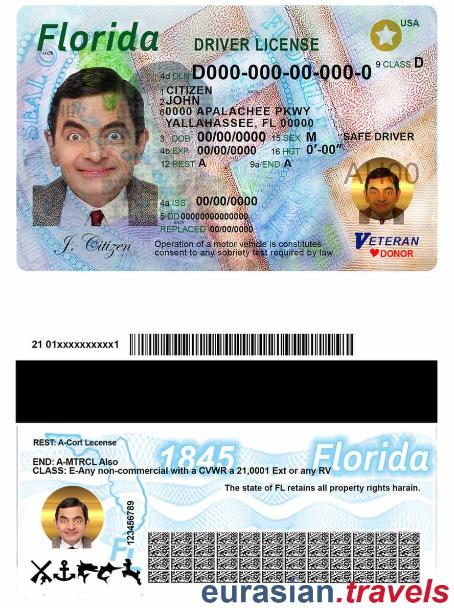 Florida
DRIVER LICENSE
USA
9 CLASS D
4d DLN D000-000-00-000-0
1 CITIZEN
2 JOHN
8 0000 APALACHEE PKWY
YALLAHASSEE, FL 00000
3 DOB 00/00/0000 15 SEX M
SAFE DRIVER
4b EXP 00/00/0000 16 HGT 0'-00"
12 REST A 9a END A
4a ISS 00/00/0000
5 DD 00000000000000
REPLACED 00/00/0000
J. Citizen
Operation of a motor vehicle is constitutes
consent to any sobriety test required by law
VETERAN
DONOR
21 01xxxxxxxxxx1
REST: A-Cort Lecense
1845
Florida
END: A-MTRCL Also
CLASS: E-Any non-commercial with a CVWR a 21,0001 Ext or any RV
The state of FL retains all property rights harain.
123456789
eurasian.travels